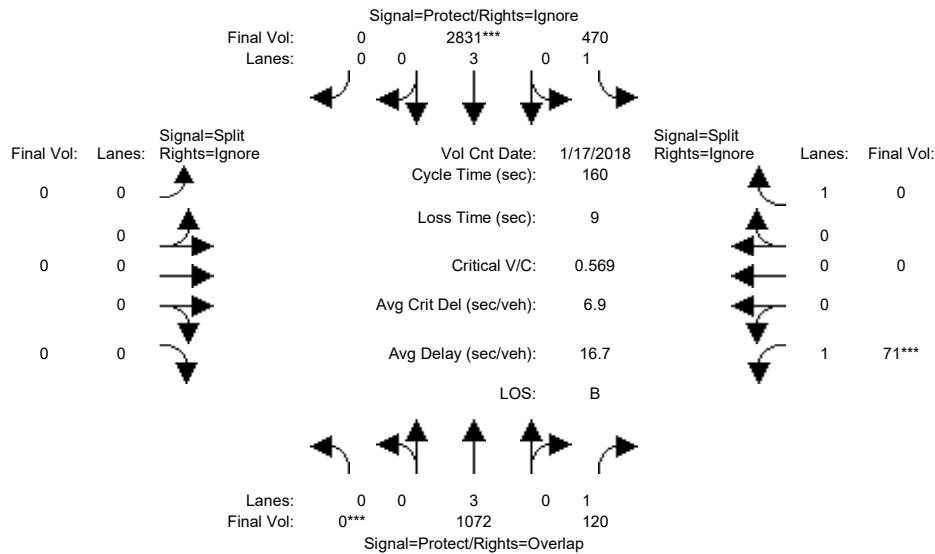 Signal=Protect/Rights=Ignore
Final Vol: 0 2831*** 470
Lanes: 0 0 3 0 1
Signal=Split
Final Vol: Lanes: Rights=Ignore
Vol Cnt Date: 1/17/2018
Signal=Split
Rights=Ignore Lanes: Final Vol:
Cycle Time (sec): 160
0 0
1 0
Loss Time (sec): 9
0
0
0 0
Critical V/C: 0.569
0 0
0
Avg Crit Del (sec/veh): 6.9
0
0 0
Avg Delay (sec/veh): 16.7
1 71***
LOS: B
Lanes: 0 0 3 0 1
Final Vol: 0*** 1072 120
Signal=Protect/Rights=Overlap